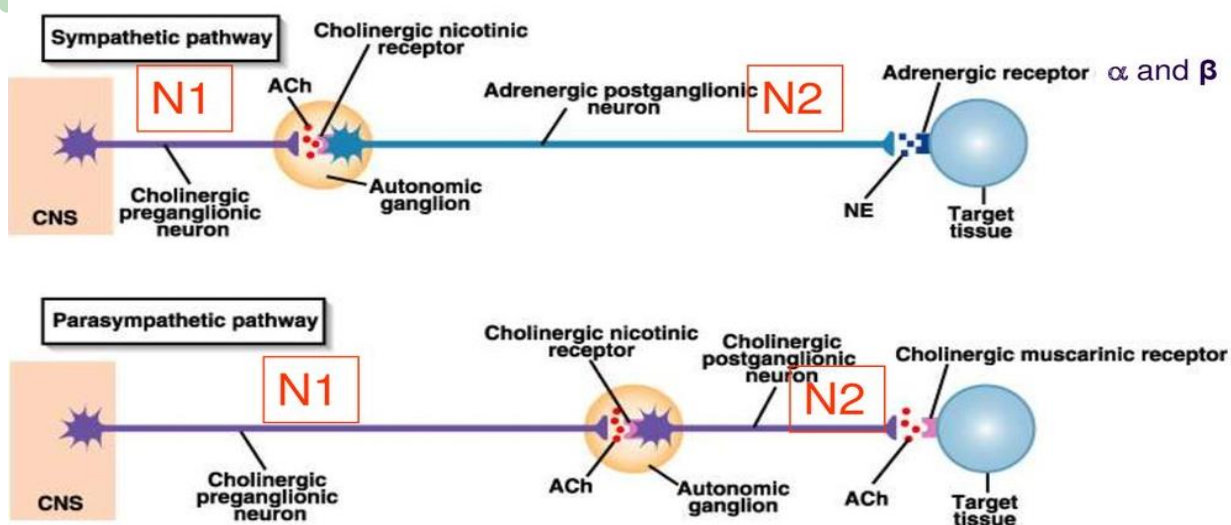 Sympathetic pathway
Cholinergic nicotinic
receptor
N1
ACh
Adrenergic postganglionic
neuron
N2
Adrenergic receptor
α and β
CNS
Cholinergic
preganglionic
neuron
Autonomic
ganglion
NE
Target
tissue
Parasympathetic pathway
Cholinergic nicotinic
receptor
Cholinergic
postganglionic
neuron
Cholinergic muscarinic receptor
N1
N2
CNS
Cholinergic
preganglionic
neuron
ACh
Autonomic
ganglion
ACh
Target
tissue